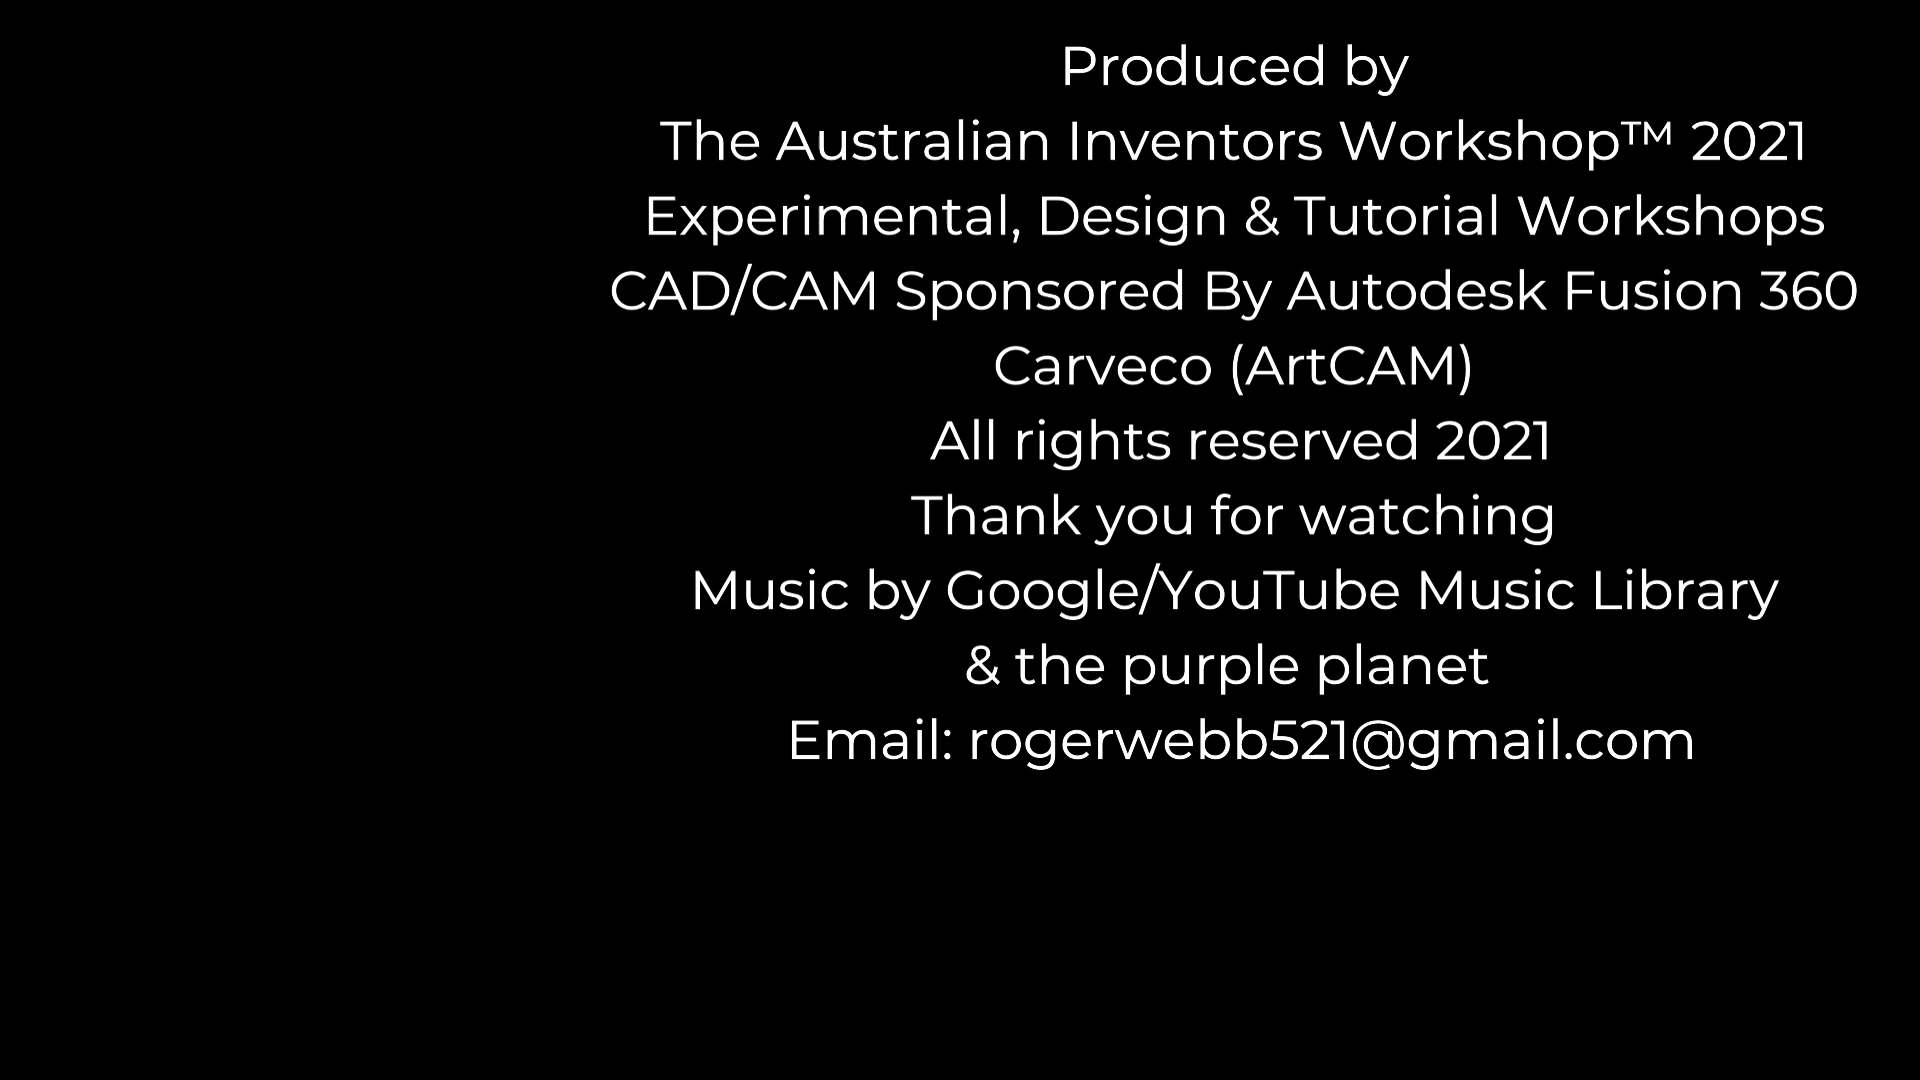 Produced by
The Australian Inventors Workshop™ 2021
Experimental, Design & Tutorial Workshops
CAD/CAM Sponsored By Autodesk Fusion 360
Carveco (ArtCAM)
All rights reserved 2021
Thank you for watching
Music by Google/YouTube Music Library
& the purple planet
Email: rogerwebb521@gmail.com